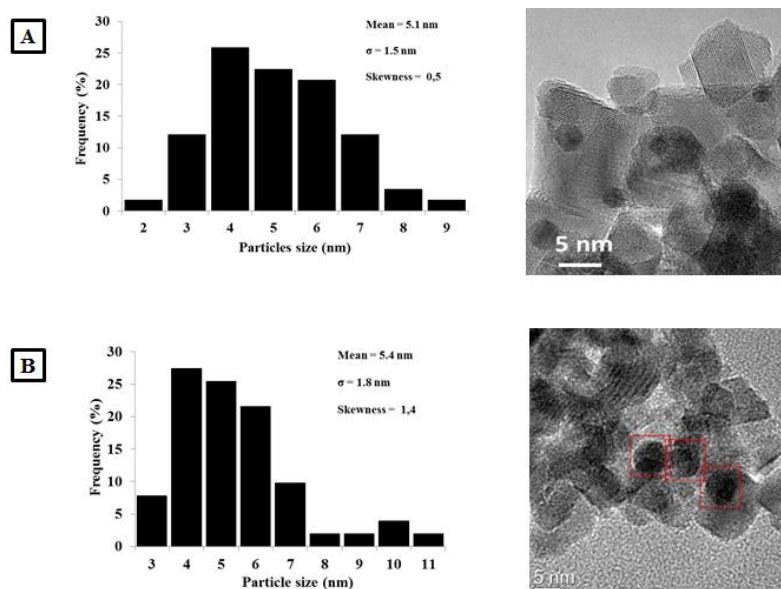 A
Mean = 5.1 nm
σ = 1.5 nm
Skewness = 0,5
Frequency (%)
30
25
20
15
10
5
0
2 3 4 5 6 7 8 9
Particles size (nm)
5 nm
B
Mean = 5.4 nm
σ = 1.8 nm
Skewness = 1,4
Frequency (%)
30
25
20
15
10
5
0
3 4 5 6 7 8 9 10 11
Particle size (nm)
5 nm